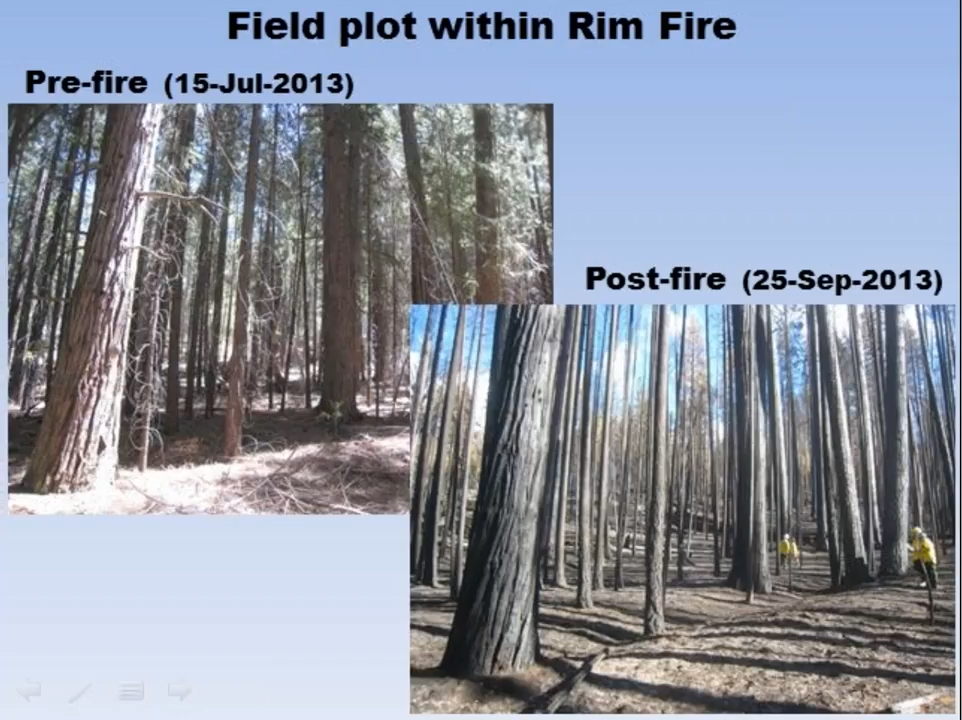 Field plot within Rim Fire
Pre-fire (15-Jul-2013)
Post-fire (25-Sep-2013)